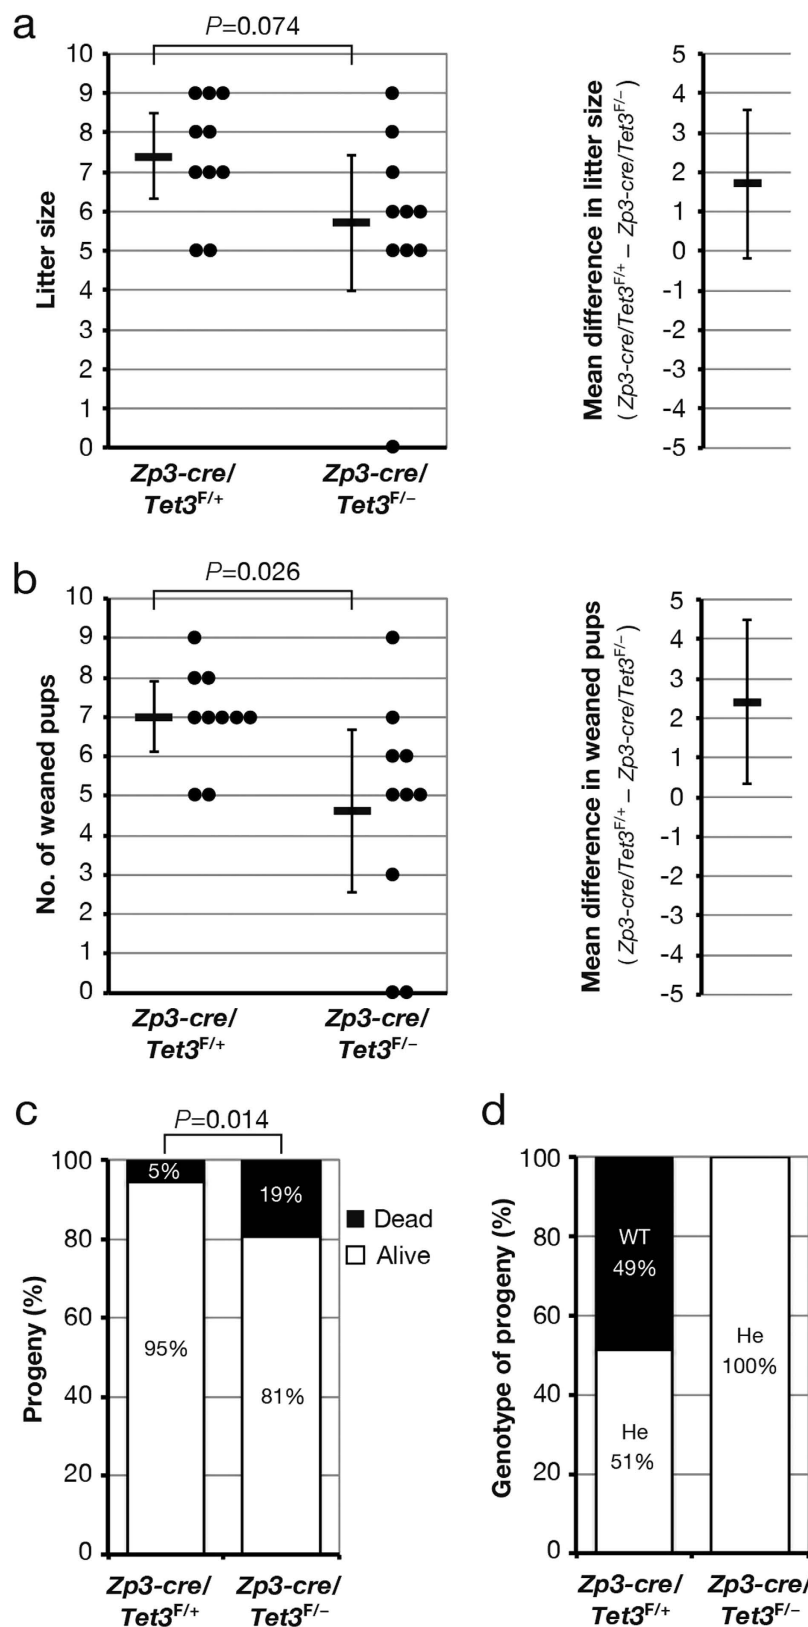 a
P=0.074
10
9
8
7
6
5
4
3
2
1
0
Litter size
Zp3-cre/
Tet3F/+
Zp3-cre/
Tet3F/–
Mean difference in litter size
( Zp3-cre/Tet3F/+ – Zp3-cre/Tet3F/– )
5
4
3
2
1
0
-1
-2
-3
-4
-5
b
P=0.026
10
9
8
7
6
5
4
3
2
1
0
No. of weaned pups
Zp3-cre/
Tet3F/+
Zp3-cre/
Tet3F/–
Mean difference in weaned pups
( Zp3-cre/Tet3F/+ – Zp3-cre/Tet3F/– )
5
4
3
2
1
0
-1
-2
-3
-4
-5
c
P=0.014
100
80
60
40
20
0
Progeny (%)
5%
95%
19%
81%
Dead
Alive
Zp3-cre/
Tet3F/+
Zp3-cre/
Tet3F/–
d
100
80
60
40
20
0
Genotype of progeny (%)
WT
49%
He
51%
He
100%
Zp3-cre/
Tet3F/+
Zp3-cre/
Tet3F/–